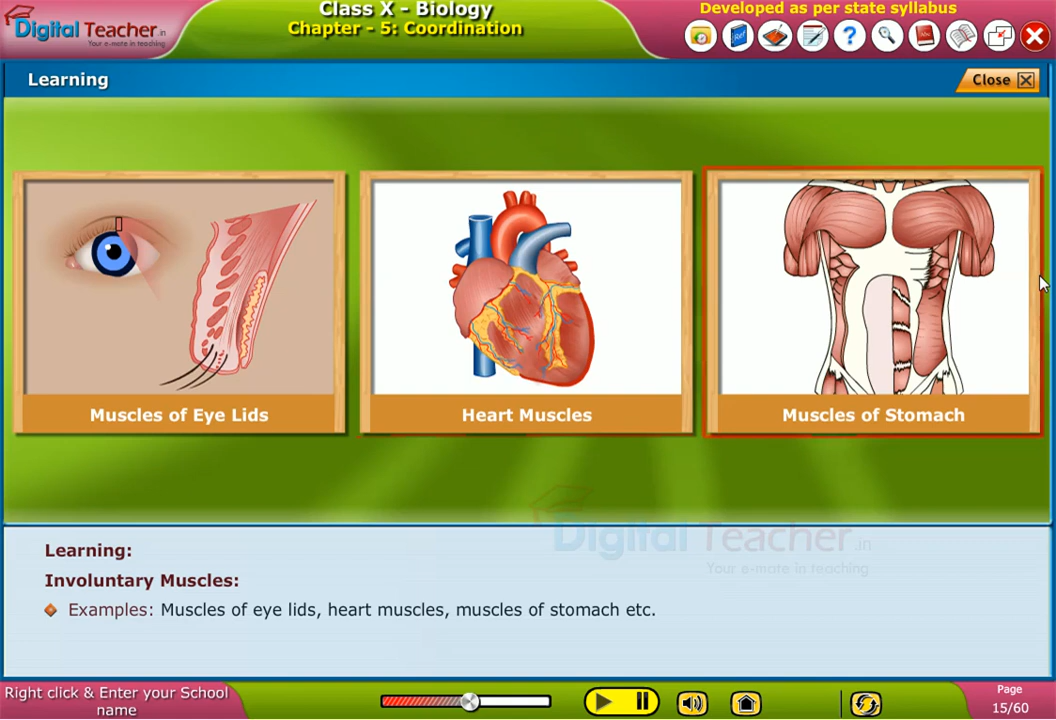 Digital Teacher.in
Your e-mate in teaching
Class X - Biology
Chapter - 5: Coordination
Developed as per state syllabus
Learning
Close
Muscles of Eye Lids
Heart Muscles
Muscles of Stomach
Digital Teacher.in
Your e-mate in teaching
Learning:
Involuntary Muscles:
Examples: Muscles of eye lids, heart muscles, muscles of stomach etc.
Right click & Enter your School
name
Page
15/60